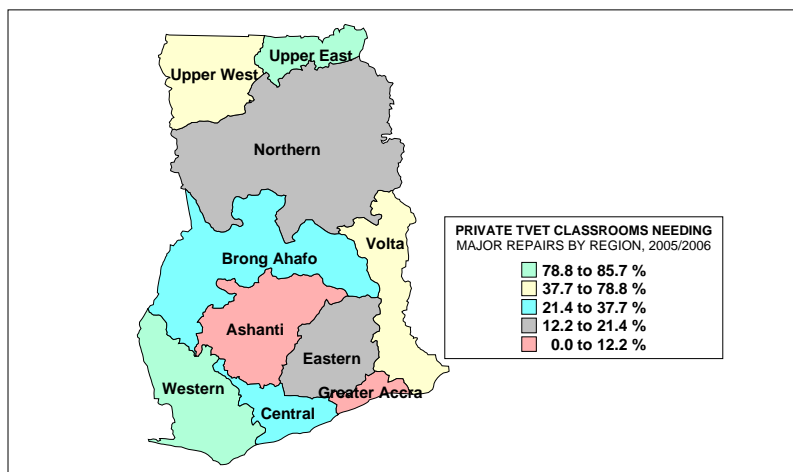 Upper East
Upper West
Northern
Volta
Brong Ahafo
Ashanti
Eastern
Western
Greater Accra
Central
PRIVATE TVET CLASSROOMS NEEDING
MAJOR REPAIRS BY REGION, 2005/2006
78.8 to 85.7 %
37.7 to 78.8 %
21.4 to 37.7 %
12.2 to 21.4 %
0.0 to 12.2 %